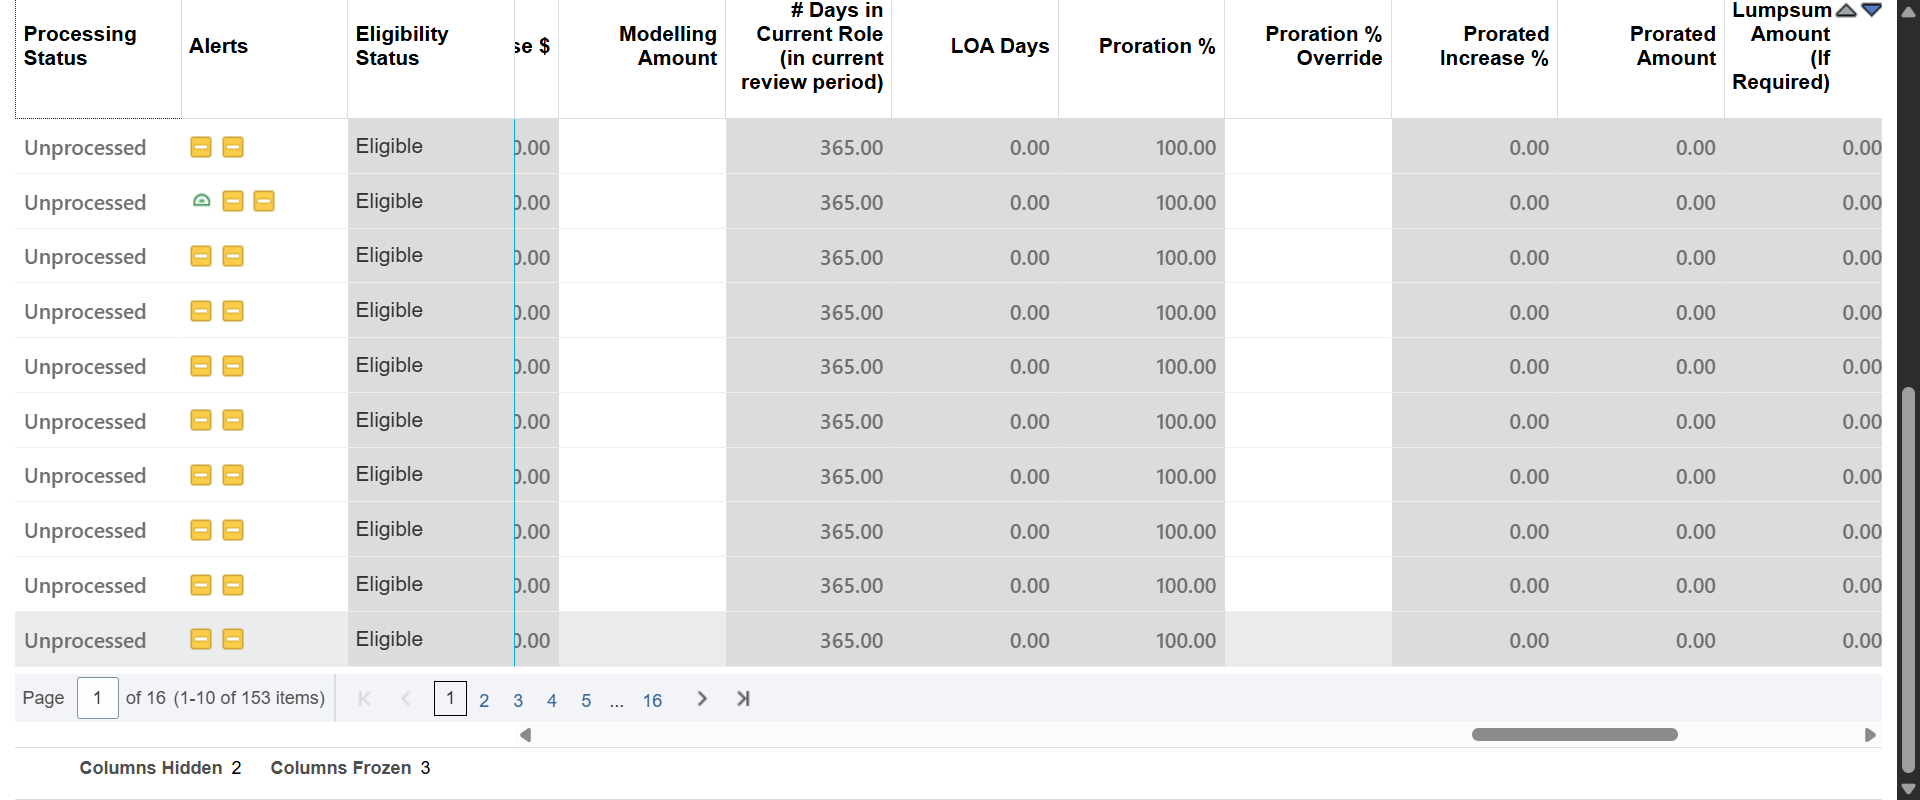 Processing Status Alerts Eligibility Status se $ Modelling Amount # Days in Current Role (in current review period) LOA Days Proration % Proration % Override Prorated Increase % Prorated Amount Lumpsum Amount (If Required)
Unprocessed Eligible 0.00 365.00 0.00 100.00 0.00 0.00 0.00
Unprocessed Eligible 0.00 365.00 0.00 100.00 0.00 0.00 0.00
Unprocessed Eligible 0.00 365.00 0.00 100.00 0.00 0.00 0.00
Unprocessed Eligible 0.00 365.00 0.00 100.00 0.00 0.00 0.00
Unprocessed Eligible 0.00 365.00 0.00 100.00 0.00 0.00 0.00
Unprocessed Eligible 0.00 365.00 0.00 100.00 0.00 0.00 0.00
Unprocessed Eligible 0.00 365.00 0.00 100.00 0.00 0.00 0.00
Unprocessed Eligible 0.00 365.00 0.00 100.00 0.00 0.00 0.00
Unprocessed Eligible 0.00 365.00 0.00 100.00 0.00 0.00 0.00
Unprocessed Eligible 0.00 365.00 0.00 100.00 0.00 0.00 0.00
Page 1 of 16 (1-10 of 153 items) 1 2 3 4 5 ... 16
Columns Hidden 2 Columns Frozen 3